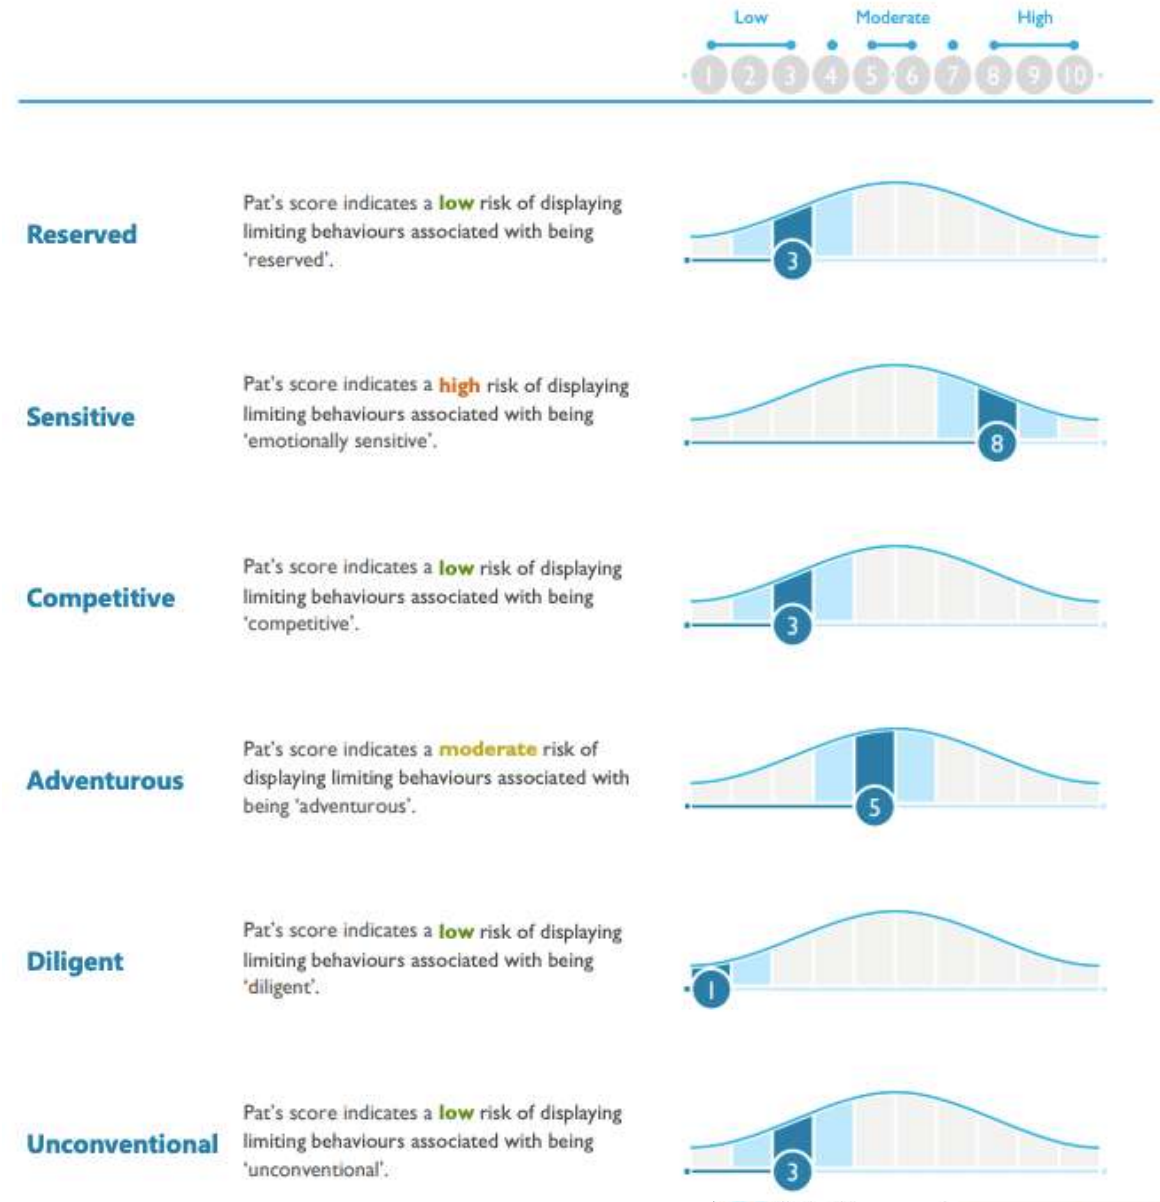 Low Moderate High
1 2 3 4 5 6 7 8 9 10
Reserved
Pat's score indicates a low risk of displaying
limiting behaviours associated with being
'reserved'.
3
Sensitive
Pat's score indicates a high risk of displaying
limiting behaviours associated with being
'emotionally sensitive'.
8
Competitive
Pat's score indicates a low risk of displaying
limiting behaviours associated with being
'competitive'.
3
Adventurous
Pat's score indicates a moderate risk of
displaying limiting behaviours associated with
being 'adventurous'.
5
Diligent
Pat's score indicates a low risk of displaying
limiting behaviours associated with being
'diligent'.
1
Unconventional
Pat's score indicates a low risk of displaying
limiting behaviours associated with being
'unconventional'.
3